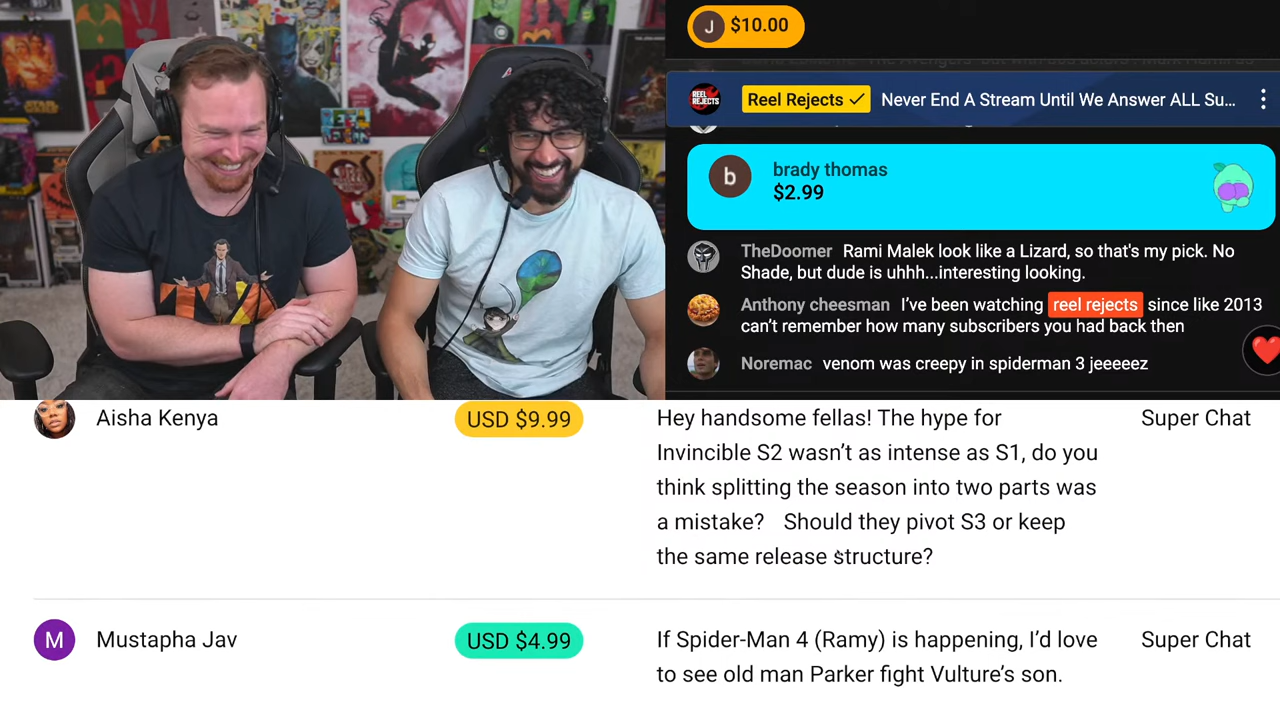 J $10.00
REEL REJECTS
Reel Rejects ✓ Never End A Stream Until We Answer ALL Su...
b brady thomas
$2.99
TheDoomer Rami Malek look like a Lizard, so that's my pick. No
Shade, but dude is uhhh...interesting looking.
Anthony cheesman I've been watching reel rejects since like 2013
can't remember how many subscribers you had back then
Noremac venom was creepy in spiderman 3 jeeeeez
Aisha Kenya USD $9.99 Hey handsome fellas! The hype for Super Chat
Invincible S2 wasn't as intense as S1, do you
think splitting the season into two parts was
a mistake? Should they pivot S3 or keep
the same release structure?
M Mustapha Jav USD $4.99 If Spider-Man 4 (Ramy) is happening, I'd love Super Chat
to see old man Parker fight Vulture's son.